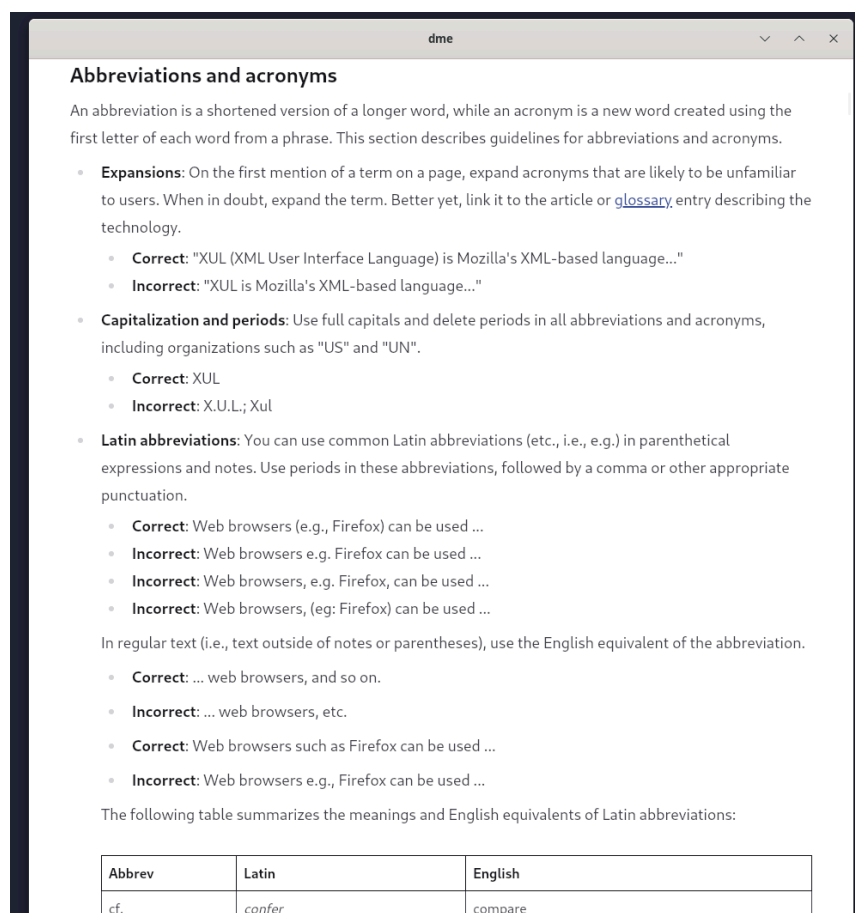 dme
Abbreviations and acronyms
An abbreviation is a shortened version of a longer word, while an acronym is a new word created using the
first letter of each word from a phrase. This section describes guidelines for abbreviations and acronyms.
Expansions: On the first mention of a term on a page, expand acronyms that are likely to be unfamiliar
to users. When in doubt, expand the term. Better yet, link it to the article or glossary entry describing the
technology.
Correct: "XUL (XML User Interface Language) is Mozilla's XML-based language..."
Incorrect: "XUL is Mozilla's XML-based language..."
Capitalization and periods: Use full capitals and delete periods in all abbreviations and acronyms,
including organizations such as "US" and "UN".
Correct: XUL
Incorrect: X.U.L.; Xul
Latin abbreviations: You can use common Latin abbreviations (etc., i.e., e.g.) in parenthetical
expressions and notes. Use periods in these abbreviations, followed by a comma or other appropriate
punctuation.
Correct: Web browsers (e.g., Firefox) can be used ...
Incorrect: Web browsers e.g. Firefox can be used ...
Incorrect: Web browsers, e.g. Firefox, can be used ...
Incorrect: Web browsers, (eg: Firefox) can be used ...
In regular text (i.e., text outside of notes or parentheses), use the English equivalent of the abbreviation.
Correct: ... web browsers, and so on.
Incorrect: ... web browsers, etc.
Correct: Web browsers such as Firefox can be used ...
Incorrect: Web browsers e.g., Firefox can be used ...
The following table summarizes the meanings and English equivalents of Latin abbreviations:
Abbrev Latin English
cf. confer compare